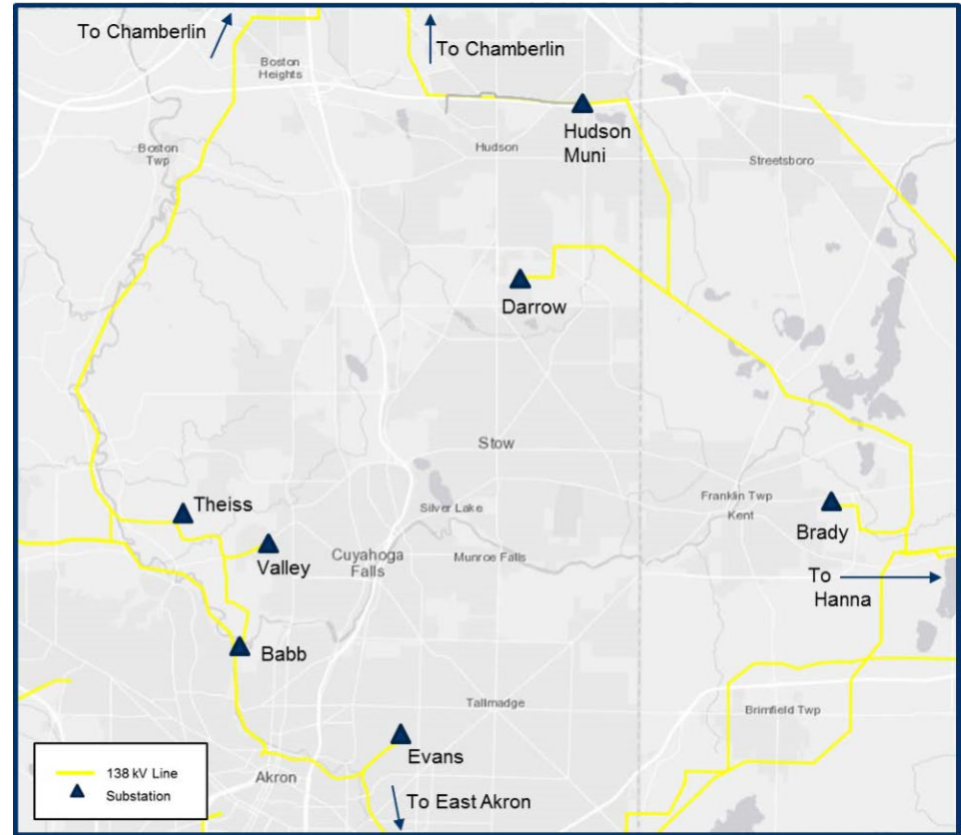 To Chamberlin
To Chamberlin
Boston
Heights
Hudson
Muni
Boston
Twp
Hudson
Streetsboro
Darrow
Stow
Theiss
Silver Lake
Franklin Twp
Kent
Brady
Valley
Cuyahoga
Falls
Munroe Falls
To
Hanna
Babb
Tallmadge
Brimfield Twp
Evans
Akron
To East Akron
138 kV Line
Substation